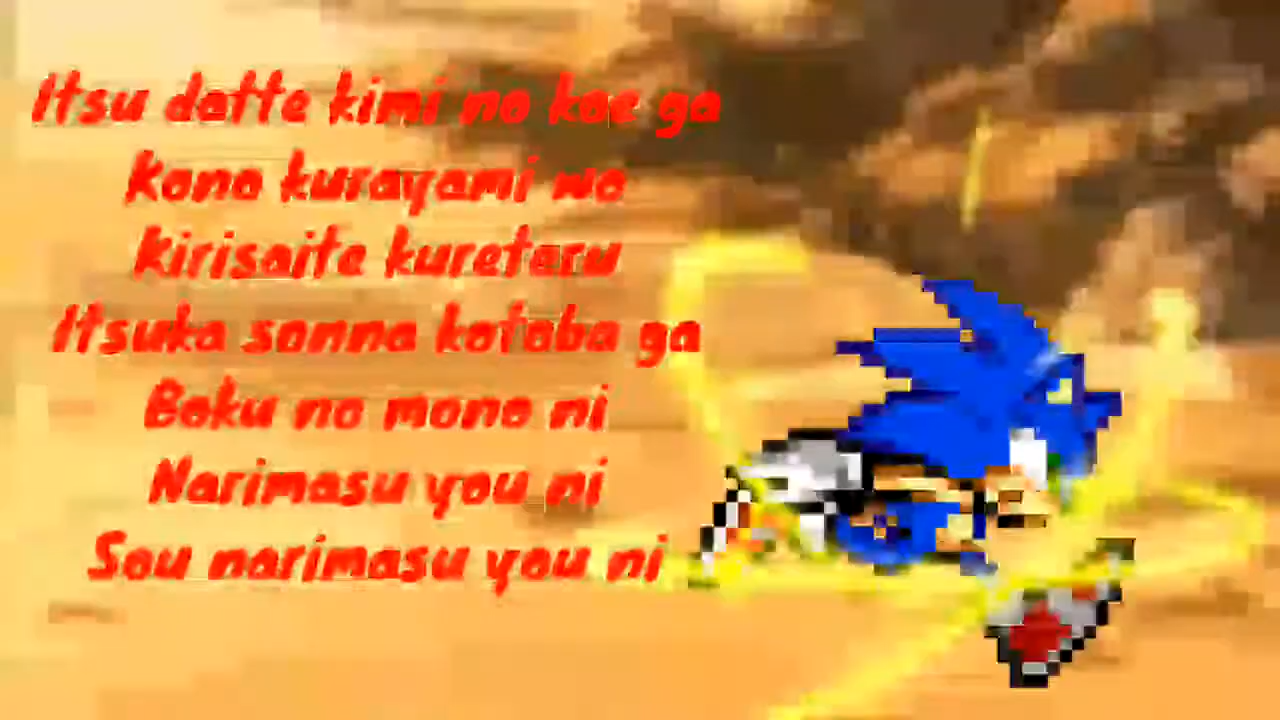 Itsu datte kimi no koe ga
Kono kurayami wo
Kirisaite kureteru
Itsuka sonna kotoba ga
Boku no mono ni
Narimasu you ni
Sou narimasu you ni